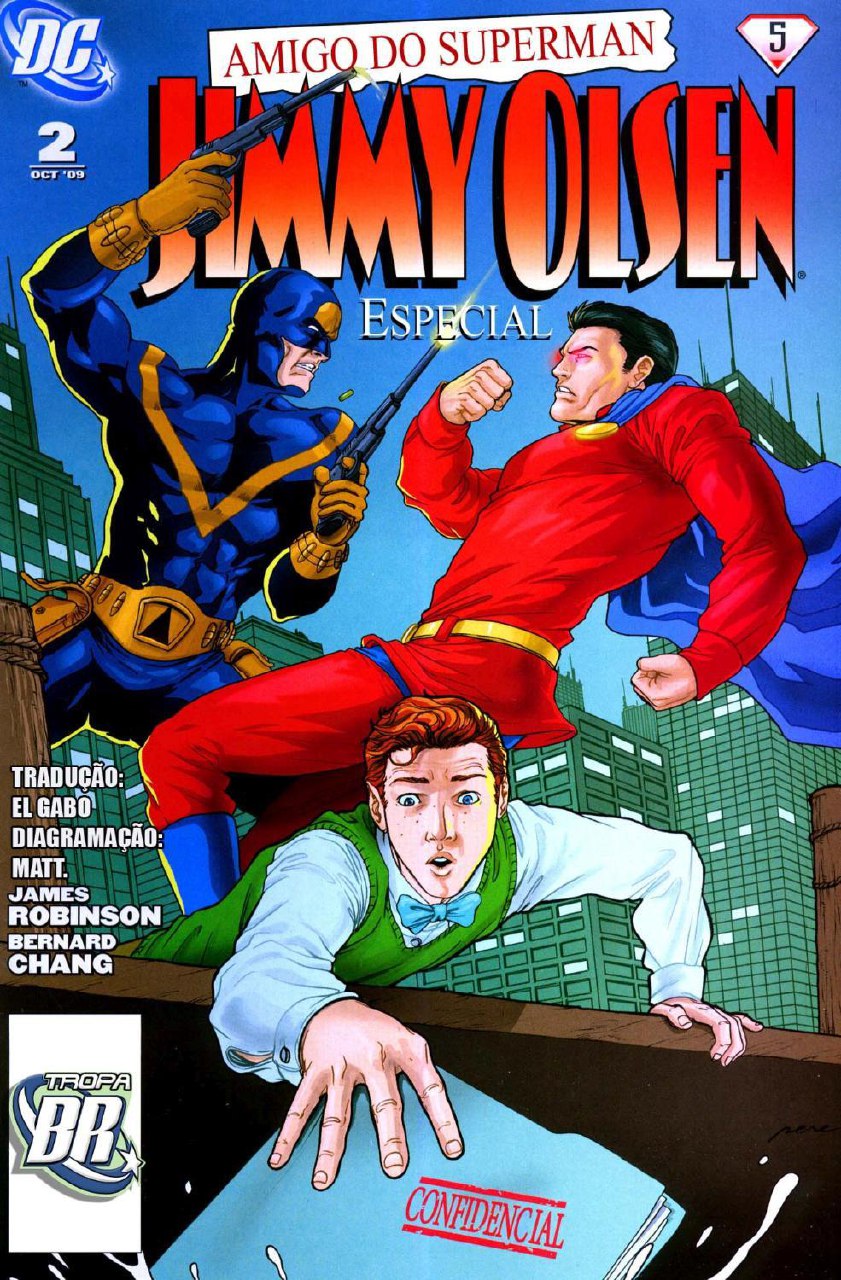 DC
TM
AMIGO DO SUPERMAN
5
JIMMY OLSEN
®
2
OCT '09
ESPECIAL
TRADUÇÃO:
EL GABO
DIAGRAMAÇÃO:
MATT.
JAMES
ROBINSON
BERNARD
CHANG
TROPA
BR
CONFIDENCIAL